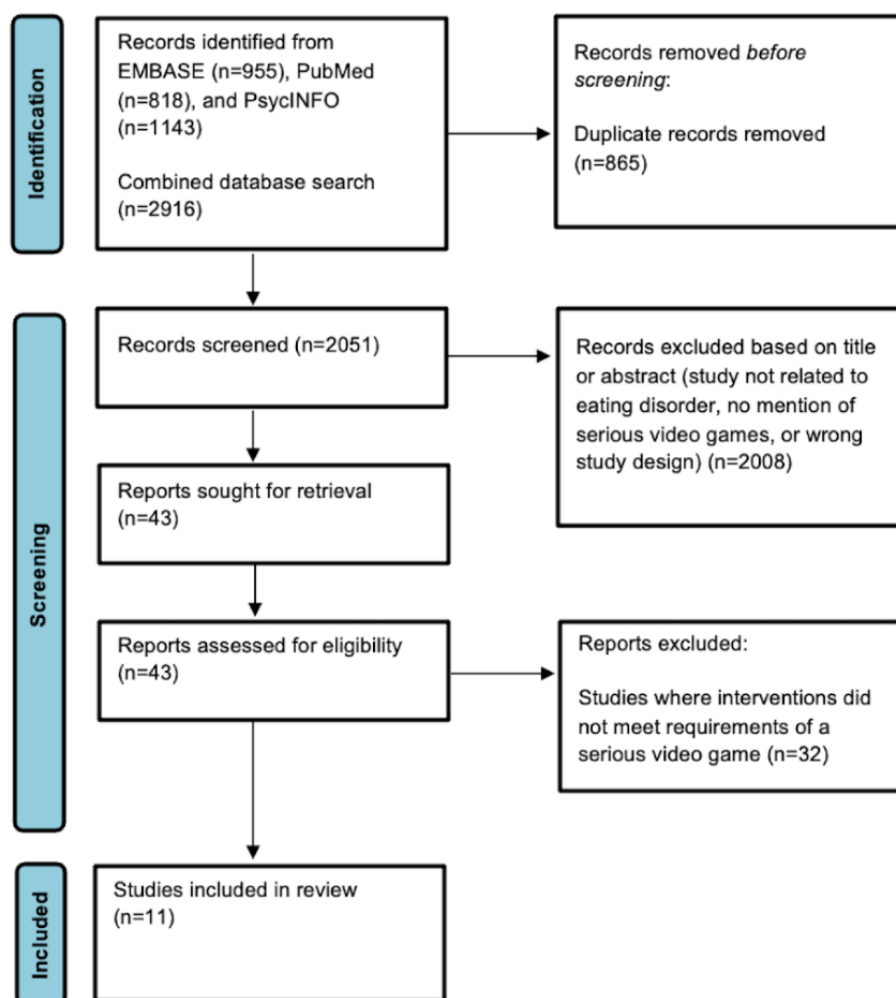 Identification
Records identified from
EMBASE (n=955), PubMed
(n=818), and PsycINFO
(n=1143)
Combined database search
(n=2916)
Records removed before
screening:
Duplicate records removed
(n=865)
Screening
Records screened (n=2051)
Records excluded based on title
or abstract (study not related to
eating disorder, no mention of
serious video games, or wrong
study design) (n=2008)
Reports sought for retrieval
(n=43)
Reports assessed for eligibility
(n=43)
Reports excluded:
Studies where interventions did
not meet requirements of a
serious video game (n=32)
Included
Studies included in review
(n=11)